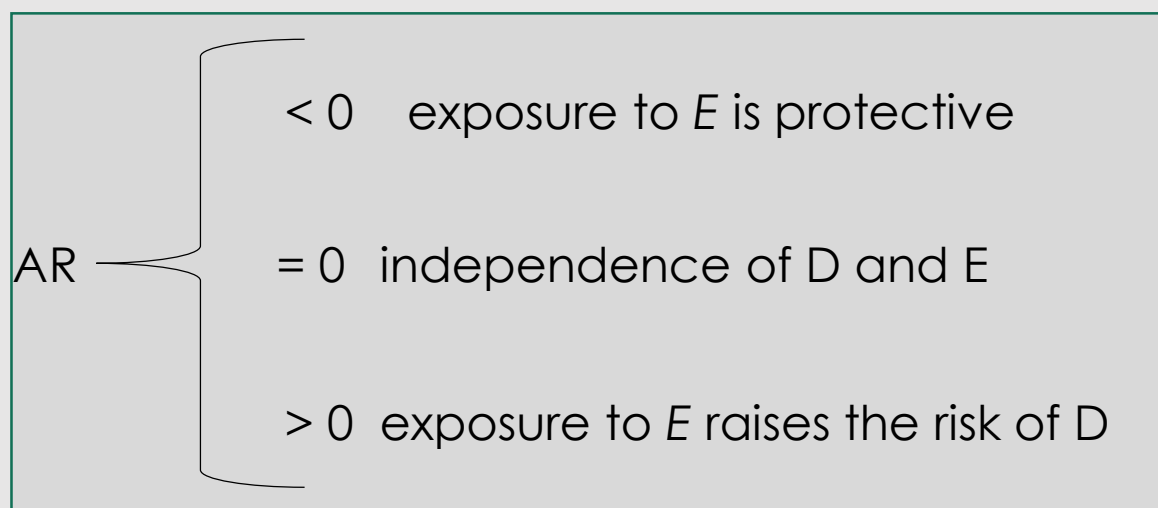 < 0 exposure to E is protective
AR = 0 independence of D and E
> 0 exposure to E raises the risk of D